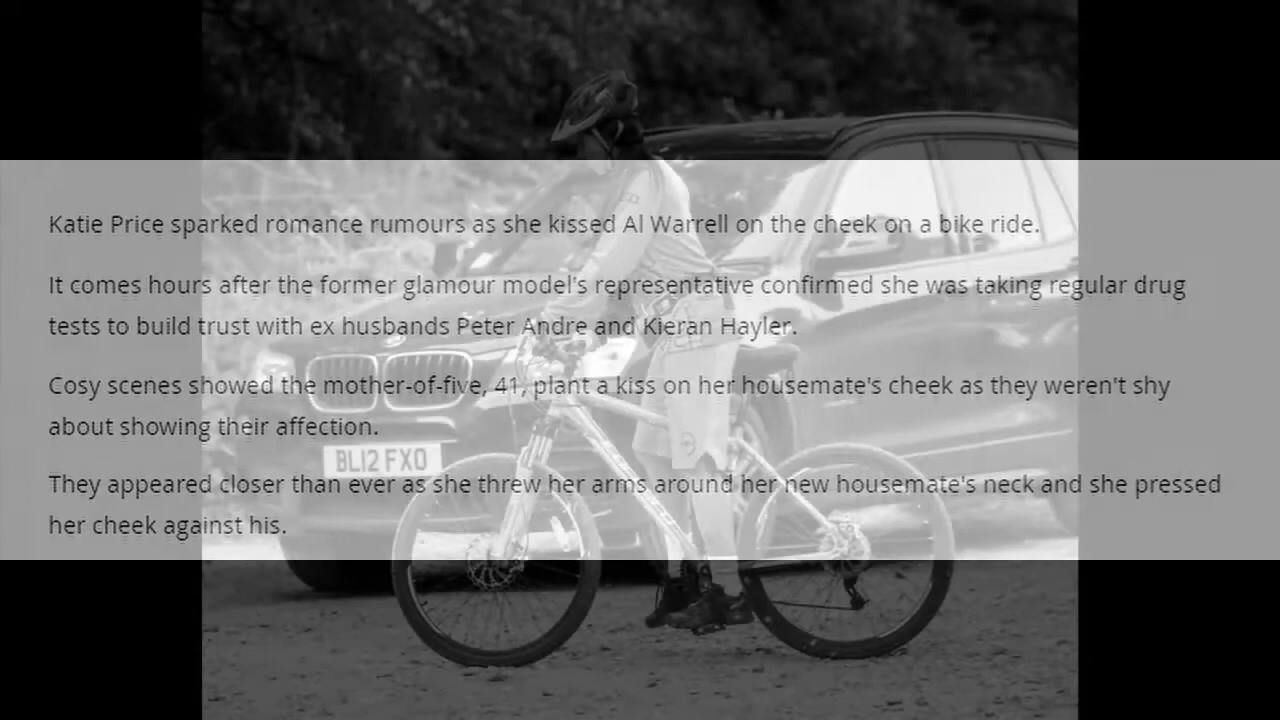 Katie Price sparked romance rumours as she kissed Al Warrell on the cheek on a bike ride.
It comes hours after the former glamour model's representative confirmed she was taking regular drug
tests to build trust with ex husbands Peter Andre and Kieran Hayler.
Cosy scenes showed the mother-of-five, 41, plant a kiss on her housemate's cheek as they weren't shy
about showing their affection.
BL12 FXO
They appeared closer than ever as she threw her arms around her new housemate's neck and she pressed
her cheek against his.